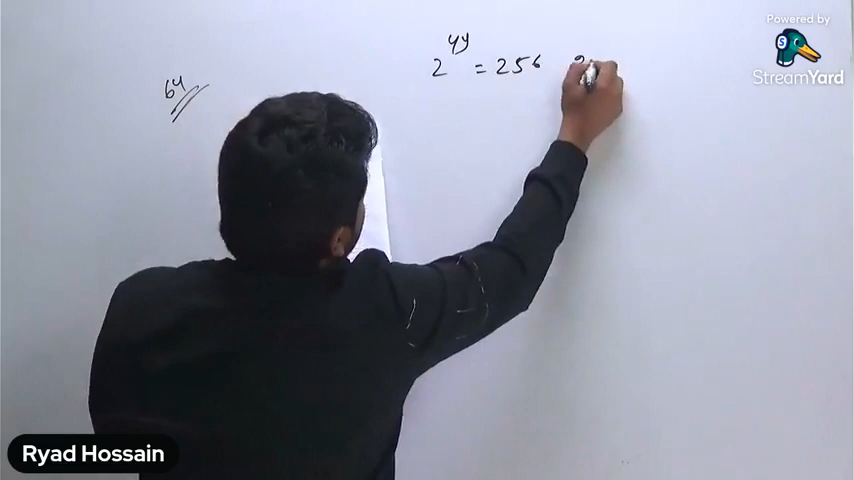 Powered by
StreamYard
2^{4y} = 256
64
Ryad Hossain